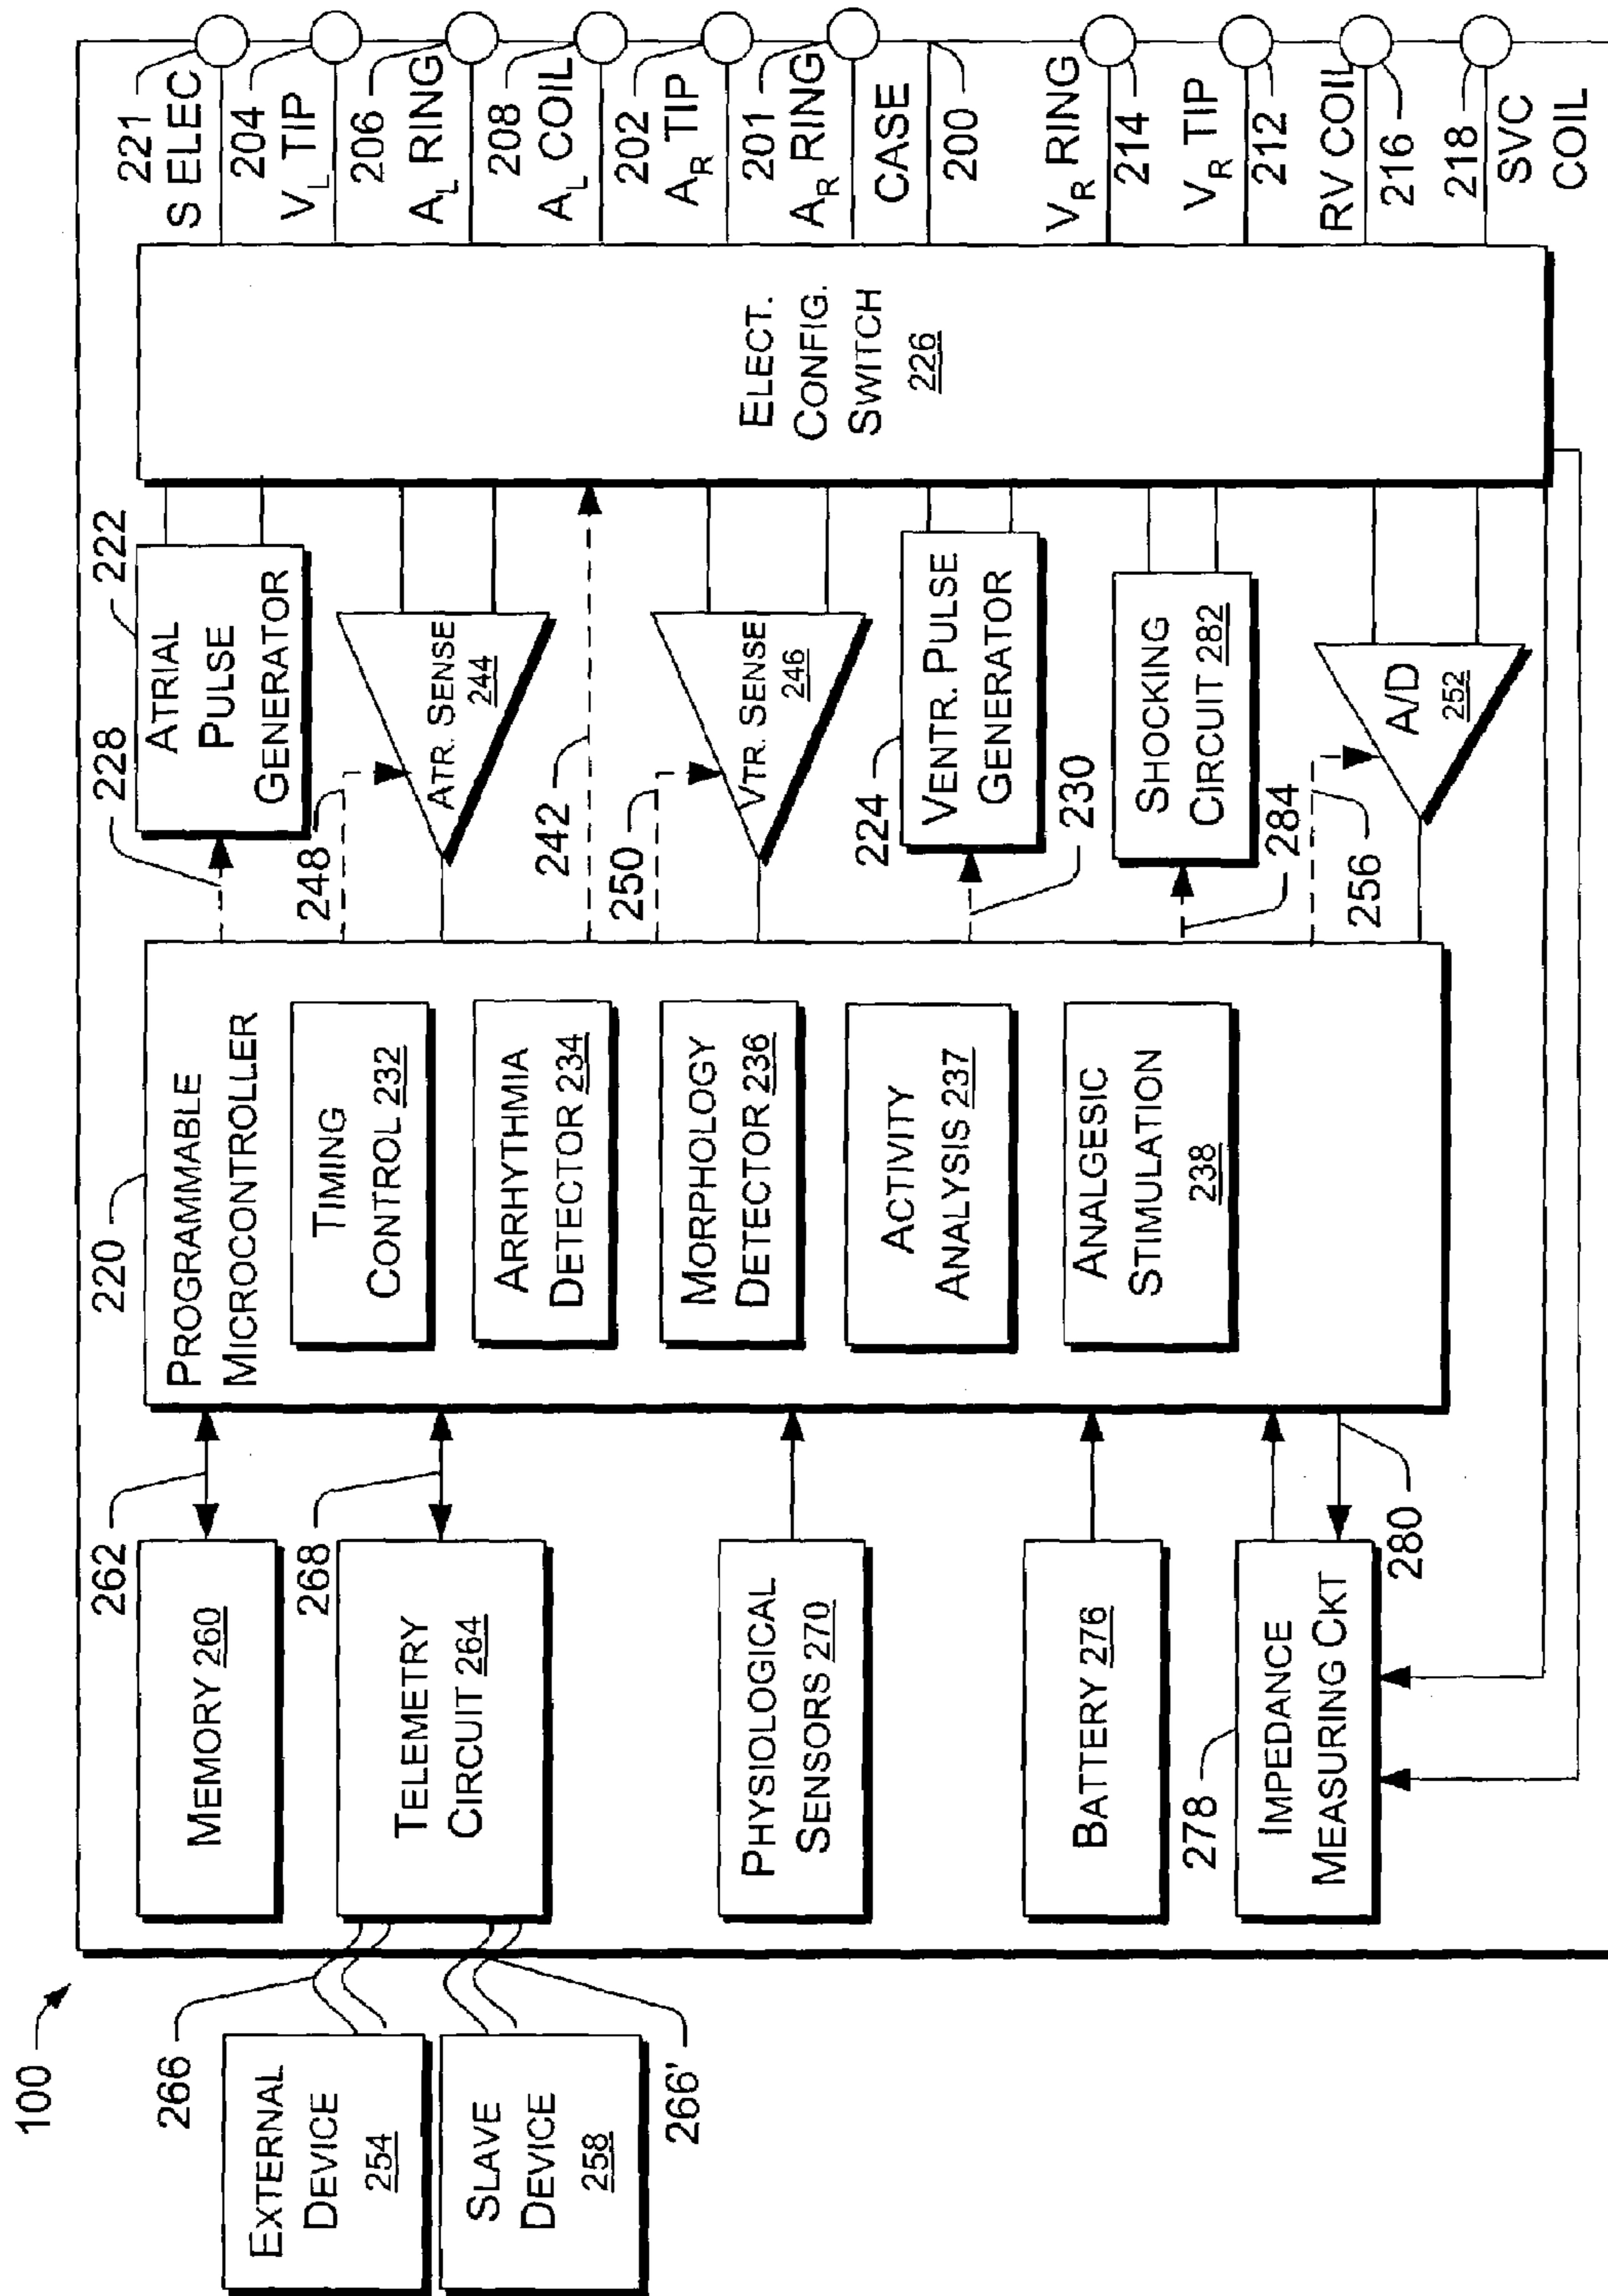 100
EXTERNAL
DEVICE
254
SLAVE
DEVICE
258
266
266'
MEMORY 260
262
TELEMETRY
CIRCUIT 264
268
PHYSIOLOGICAL
SENSORS 270
BATTERY 276
278
IMPEDANCE
MEASURING CKT
280
220
PROGRAMMABLE
MICROCONTROLLER
TIMING
CONTROL 232
ARRHYTHMIA
DETECTOR 234
MORPHOLOGY
DETECTOR 236
ACTIVITY
ANALYSIS 237
ANALGESIC
STIMULATION
238
228
222
ATRIAL
PULSE
GENERATOR
248
ATR. SENSE
244
242
250
VTR. SENSE
246
224
VENTR. PULSE
GENERATOR
230
SHOCKING
CIRCUIT 282
284
256
A/D
252
ELECT.
CONFIG.
SWITCH
226
221
S ELEC
204
VL TIP
206
AL RING
208
AL COIL
202
AR TIP
201
AR RING
CASE
200
VR RING
214
VR TIP
212
RV COIL
216
218
SVC
COIL